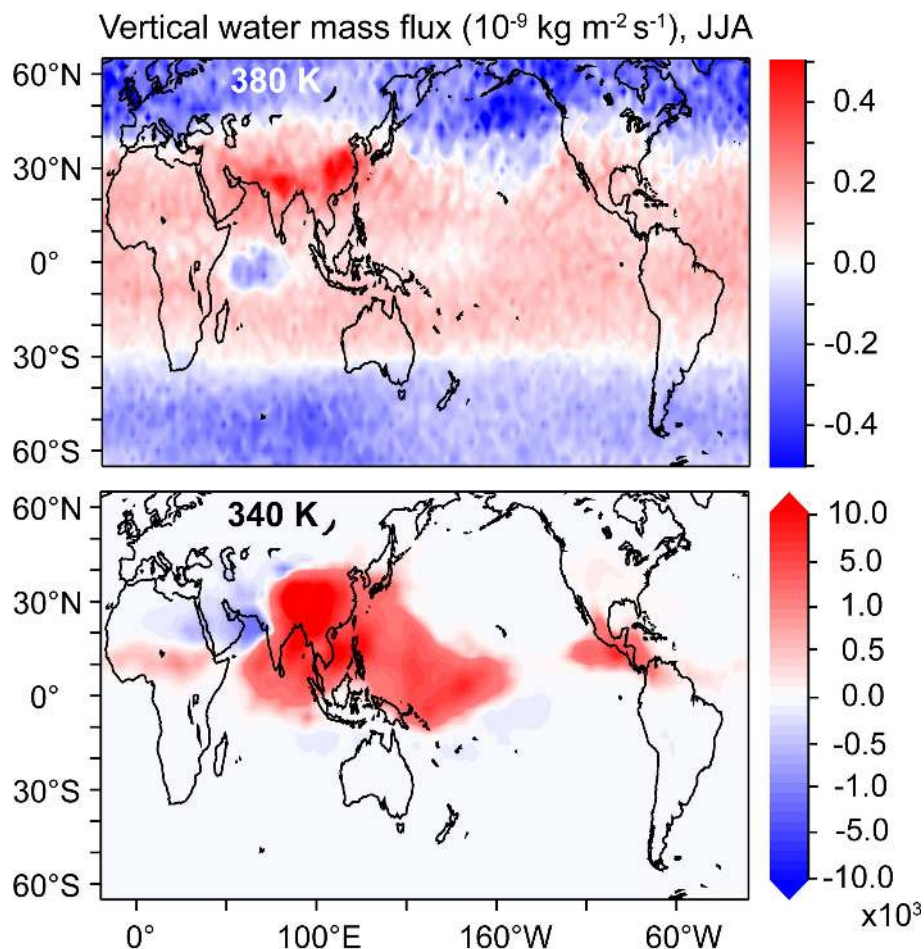 Vertical water mass flux (10⁻⁹ kg m⁻² s⁻¹), JJA
60°N
30°N
0°
30°S
60°S
380 K
0.4
0.2
0.0
-0.2
-0.4
60°N
30°N
0°
30°S
60°S
340 K
10.0
5.0
1.0
0.5
0.0
-0.5
-1.0
-5.0
-10.0
x10³
0° 100°E 160°W 60°W